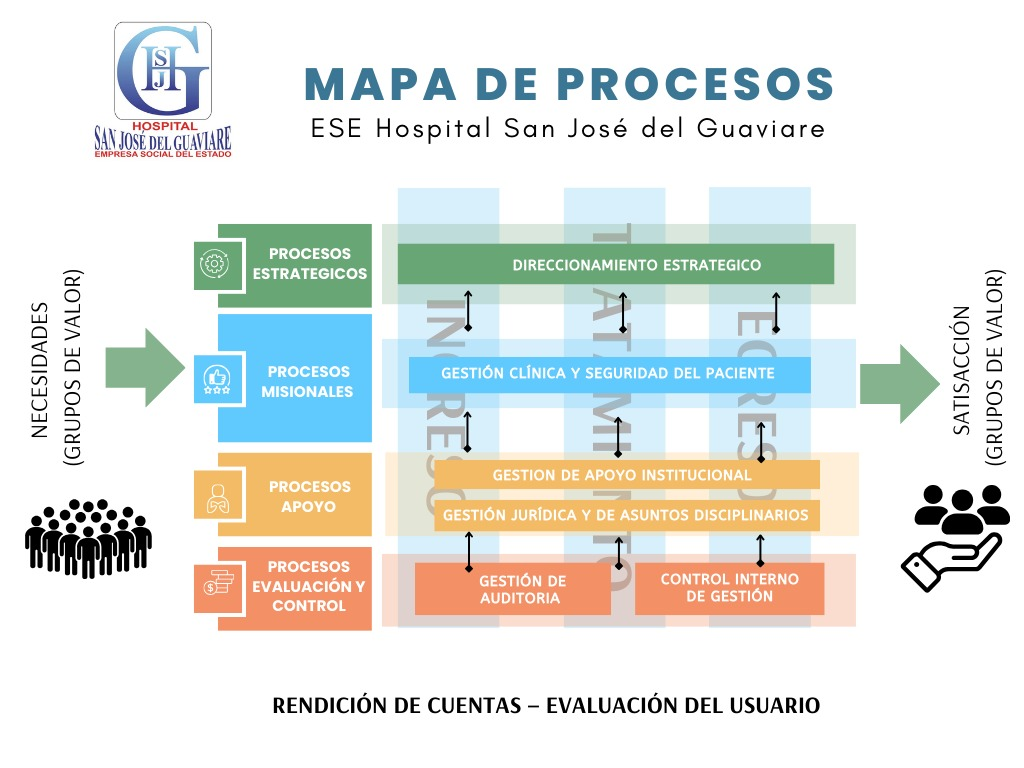 GHSJ
HOSPITAL
SAN JOSÉ DEL GUAVIARE
EMPRESA SOCIAL DEL ESTADO
MAPA DE PROCESOS
ESE Hospital San José del Guaviare
NECESIDADES
(GRUPOS DE VALOR)
PROCESOS
ESTRATEGICOS
DIRECCIONAMIENTO ESTRATEGICO
PROCESOS
MISIONALES
GESTIÓN CLÍNICA Y SEGURIDAD DEL PACIENTE
PROCESOS
APOYO
GESTION DE APOYO INSTITUCIONAL
GESTIÓN JURÍDICA Y DE ASUNTOS DISCIPLINARIOS
PROCESOS
EVALUACIÓN Y
CONTROL
GESTIÓN DE
AUDITORIA
CONTROL INTERNO
DE GESTIÓN
INGRESO
TRATAMIENTO
EGRESO
SATISACCIÓN
(GRUPOS DE VALOR)
RENDICIÓN DE CUENTAS – EVALUACIÓN DEL USUARIO